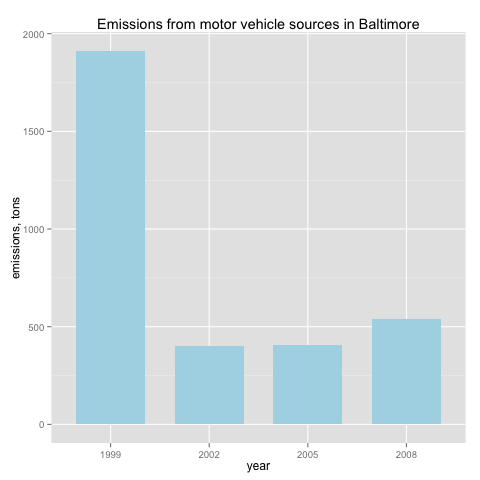 Emissions from motor vehicle sources in Baltimore
2000
1500
1000
500
0
emissions, tons
1999 2002 2005 2008
year